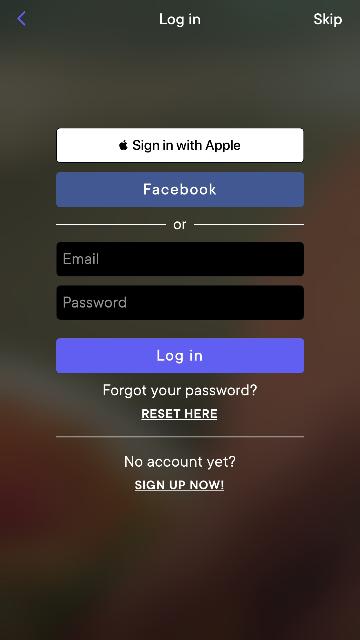 Log in
Skip
Sign in with Apple
Facebook
or
Email
Password
Log in
Forgot your password?
RESET HERE
No account yet?
SIGN UP NOW!